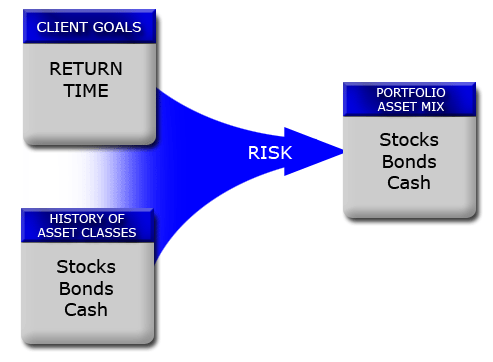 CLIENT GOALS
RETURN
TIME
HISTORY OF
ASSET CLASSES
Stocks
Bonds
Cash
RISK
PORTFOLIO
ASSET MIX
Stocks
Bonds
Cash